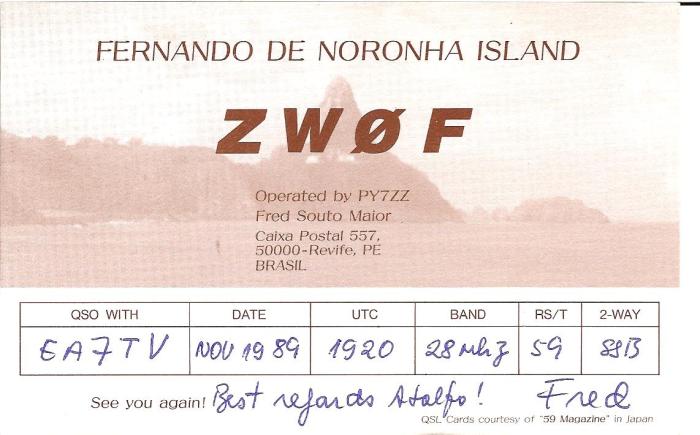 FERNANDO DE NORONHA ISLAND
ZWØF
Operated by PY7ZZ
Fred Souto Maior
Caixa Postal 557,
50000-Revife, PE
BRASIL
QSO WITH DATE UTC BAND RS/T 2-WAY
EA7TV NOV 19 89 1920 28 Mhz 59 SSB
See you again! Best regards Atalfo! Fred
QSL Cards courtesy of "59 Magazine" in Japan